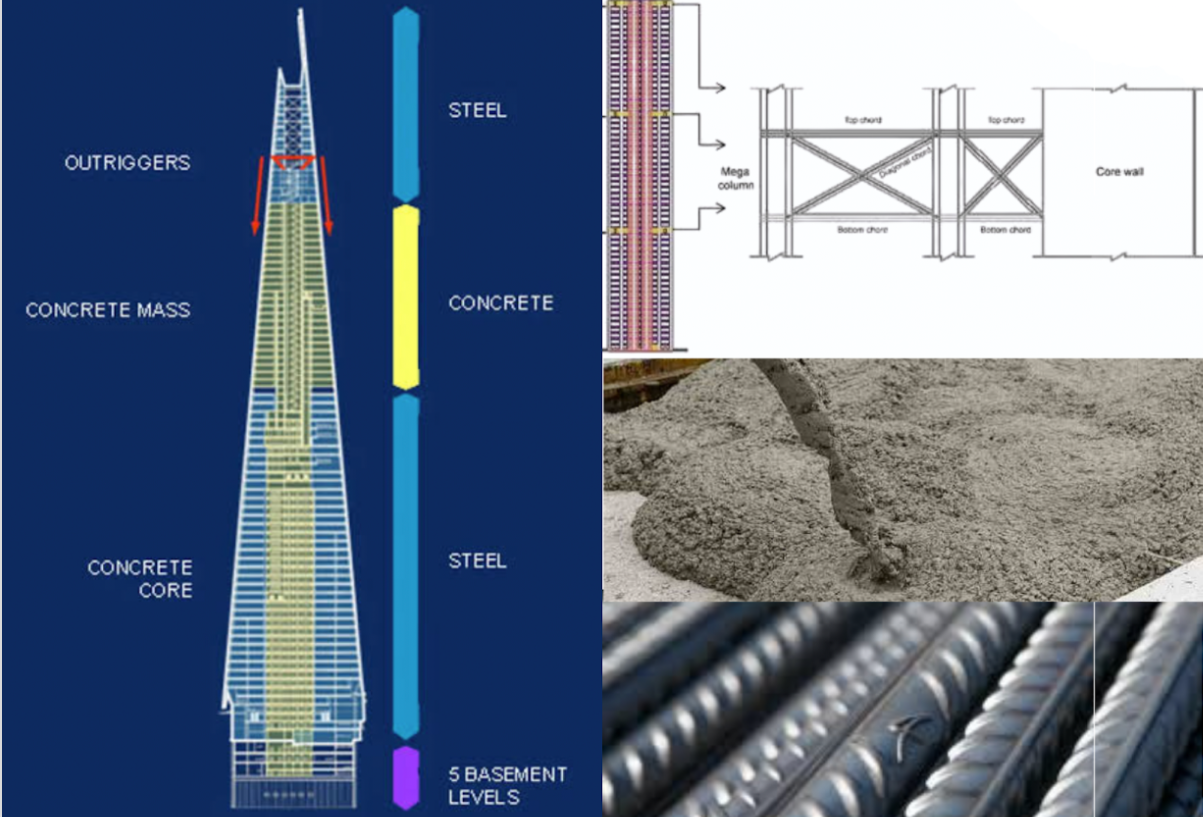 STEEL
OUTRIGGERS
CONCRETE MASS
CONCRETE
CONCRETE
CORE
STEEL
5 BASEMENT
LEVELS
Top chord
Top chord
Mega
column
Diagonal chord
Core wall
Bottom chord
Bottom chord